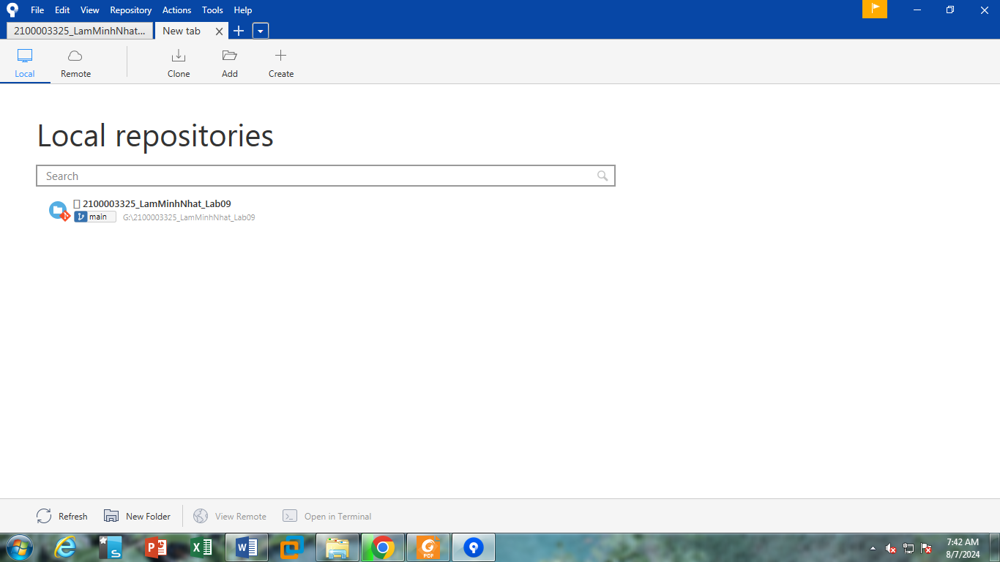 File Edit View Repository Actions Tools Help
2100003325_LamMinhNhat... New tab
Local Remote Clone Add Create
Local repositories
Search
2100003325_LamMinhNhat_Lab09
main G:\2100003325_LamMinhNhat_Lab09
Refresh New Folder View Remote Open in Terminal
S P X W PDF
7:42 AM
8/7/2024